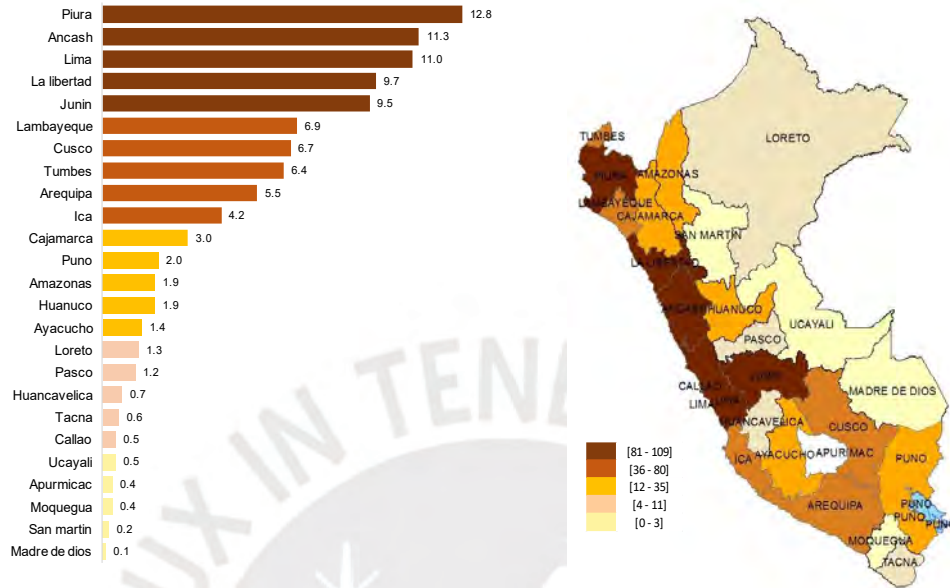 Piura 12.8
Ancash 11.3
Lima 11.0
La libertad 9.7
Junin 9.5
Lambayeque 6.9
Cusco 6.7
Tumbes 6.4
Arequipa 5.5
Ica 4.2
Cajamarca 3.0
Puno 2.0
Amazonas 1.9
Huanuco 1.9
Ayacucho 1.4
Loreto 1.3
Pasco 1.2
Huancavelica 0.7
Tacna 0.6
Callao 0.5
Ucayali 0.5
Apurmicac 0.4
Moquegua 0.4
San martin 0.2
Madre de dios 0.1
UX IN TEN
LORETO
TUMBES
PIURA
AMAZONAS
LAMBAYEQUE
CAJAMARCA
SAN MARTIN
LA LIBERTAD
ANCASH
HUANUCO
UCAYALI
PASCO
JUNIN
CALLAO
LIMA
LIMA
MADRE DE DIOS
HUANCAVELICA
CUSCO
ICA
AYACUCHO
APURIMAC
PUNO
AREQUIPA
PUNO
PUNO
PUNO
MOQUEGUA
TACNA
[81 - 109]
[36 - 80]
[12 - 35]
[4 - 11]
[0 - 3]